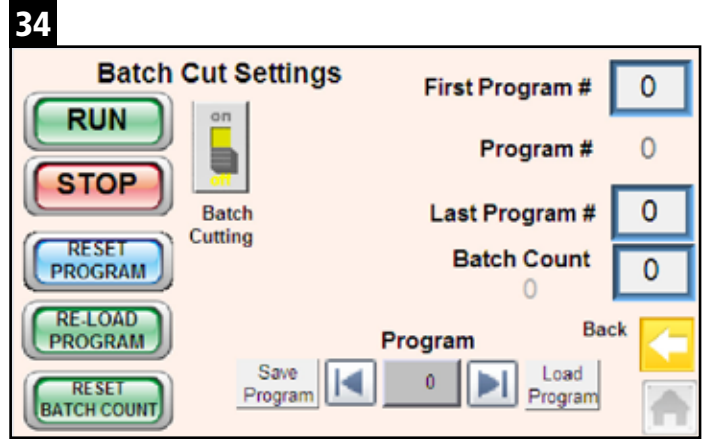 34
Batch Cut Settings
RUN
STOP
RESET
PROGRAM
RE-LOAD
PROGRAM
RESET
BATCH COUNT
on
off
Batch
Cutting
First Program # 0
Program # 0
Last Program # 0
Batch Count 0
0
Back
Program
Save
Program
0
Load
Program